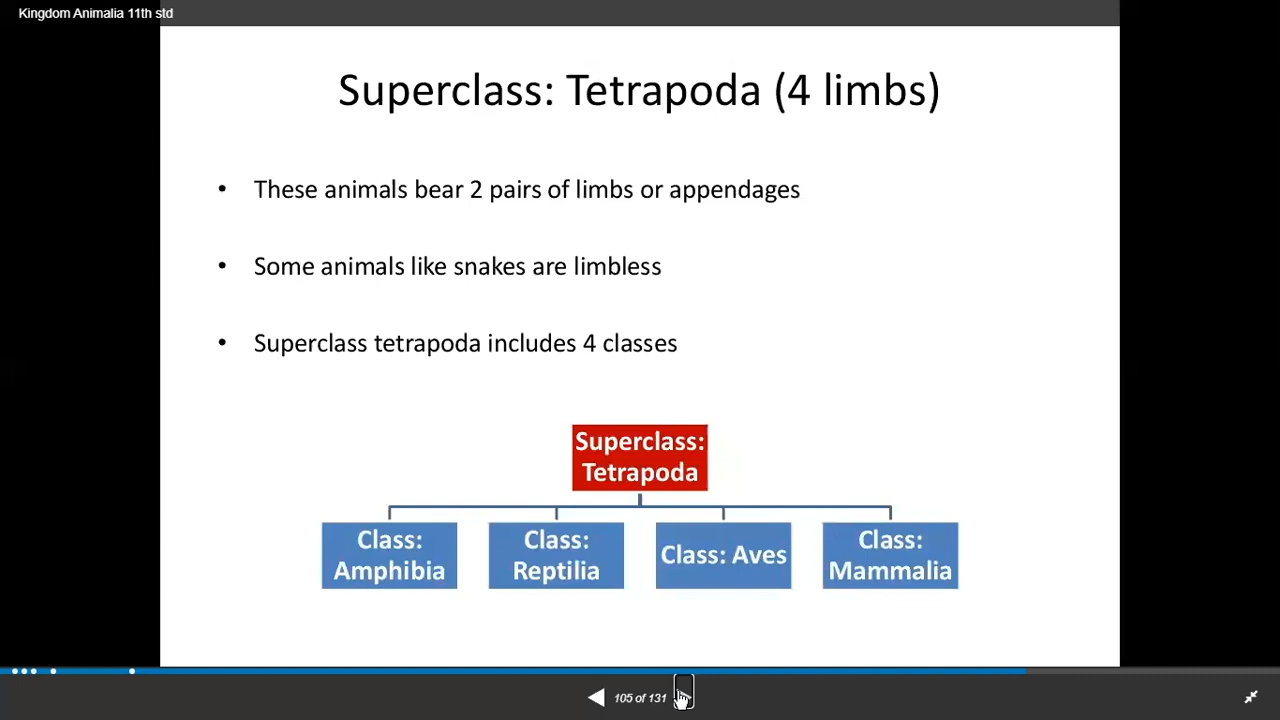 Kingdom Animalia 11th std
Superclass: Tetrapoda (4 limbs)
• These animals bear 2 pairs of limbs or appendages
• Some animals like snakes are limbless
• Superclass tetrapoda includes 4 classes
Superclass:
Tetrapoda
Class:
Amphibia
Class:
Reptilia
Class: Aves
Class:
Mammalia
105 of 131